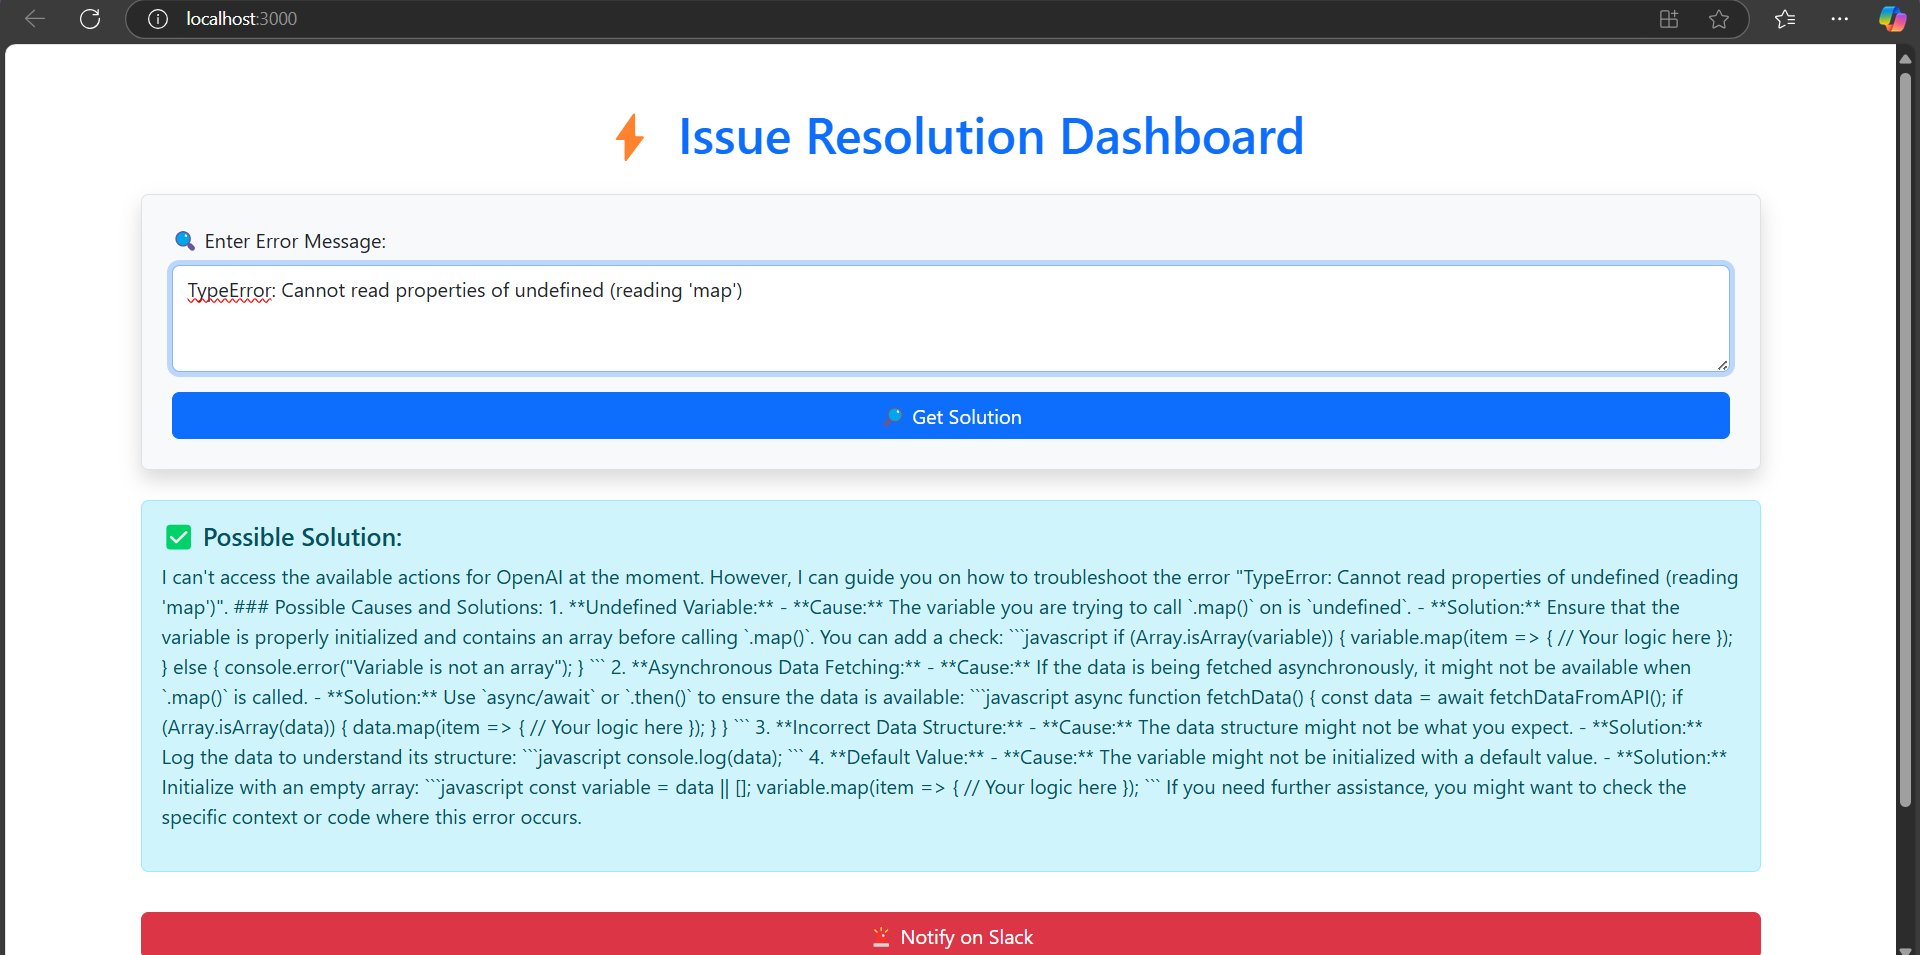 localhost:3000
Issue Resolution Dashboard
Enter Error Message:
TypeError: Cannot read properties of undefined (reading 'map')
Get Solution
Possible Solution:
I can't access the available actions for OpenAI at the moment. However, I can guide you on how to troubleshoot the error "TypeError: Cannot read properties of undefined (reading
'map')". ### Possible Causes and Solutions: 1. **Undefined Variable:** - **Cause:** The variable you are trying to call `.map()` on is `undefined`. - **Solution:** Ensure that the
variable is properly initialized and contains an array before calling `.map()`. You can add a check: ```javascript if (Array.isArray(variable)) { variable.map(item => { // Your logic here });
} else { console.error("Variable is not an array"); } ``` 2. **Asynchronous Data Fetching:** - **Cause:** If the data is being fetched asynchronously, it might not be available when
`.map()` is called. - **Solution:** Use `async/await` or `.then()` to ensure the data is available: ```javascript async function fetchData() { const data = await fetchDataFromAPI(); if
(Array.isArray(data)) { data.map(item => { // Your logic here }); } } ``` 3. **Incorrect Data Structure:** - **Cause:** The data structure might not be what you expect. - **Solution:**
Log the data to understand its structure: ```javascript console.log(data); ``` 4. **Default Value:** - **Cause:** The variable might not be initialized with a default value. - **Solution:**
Initialize with an empty array: ```javascript const variable = data || []; variable.map(item => { // Your logic here }); ``` If you need further assistance, you might want to check the
specific context or code where this error occurs.
Notify on Slack